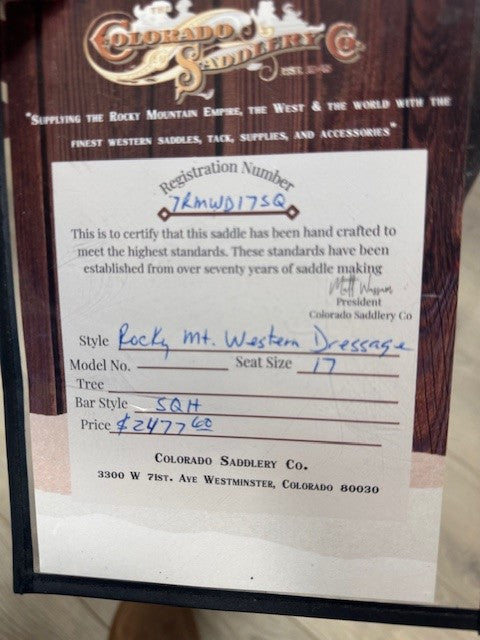 COLORADO
SADDLERY CO.
"SUPPLYING THE ROCKY MOUNTAIN EMPIRE, THE WEST & THE WORLD WITH THE
FINEST WESTERN SADDLES, TACK, SUPPLIES, AND ACCESSORIES"
Registration Number
7RMWD17SQ
This is to certify that this saddle has been hand crafted to
meet the highest standards. These standards have been
established from over seventy years of saddle making
President
Colorado Saddlery Co
Style Rocky Mt. Western Dressage
Model No. Seat Size 17
Tree
Bar Style SQH
Price $2477 60
COLORADO SADDLERY CO.
3300 W 71ST. AVE WESTMINSTER, COLORADO 80030